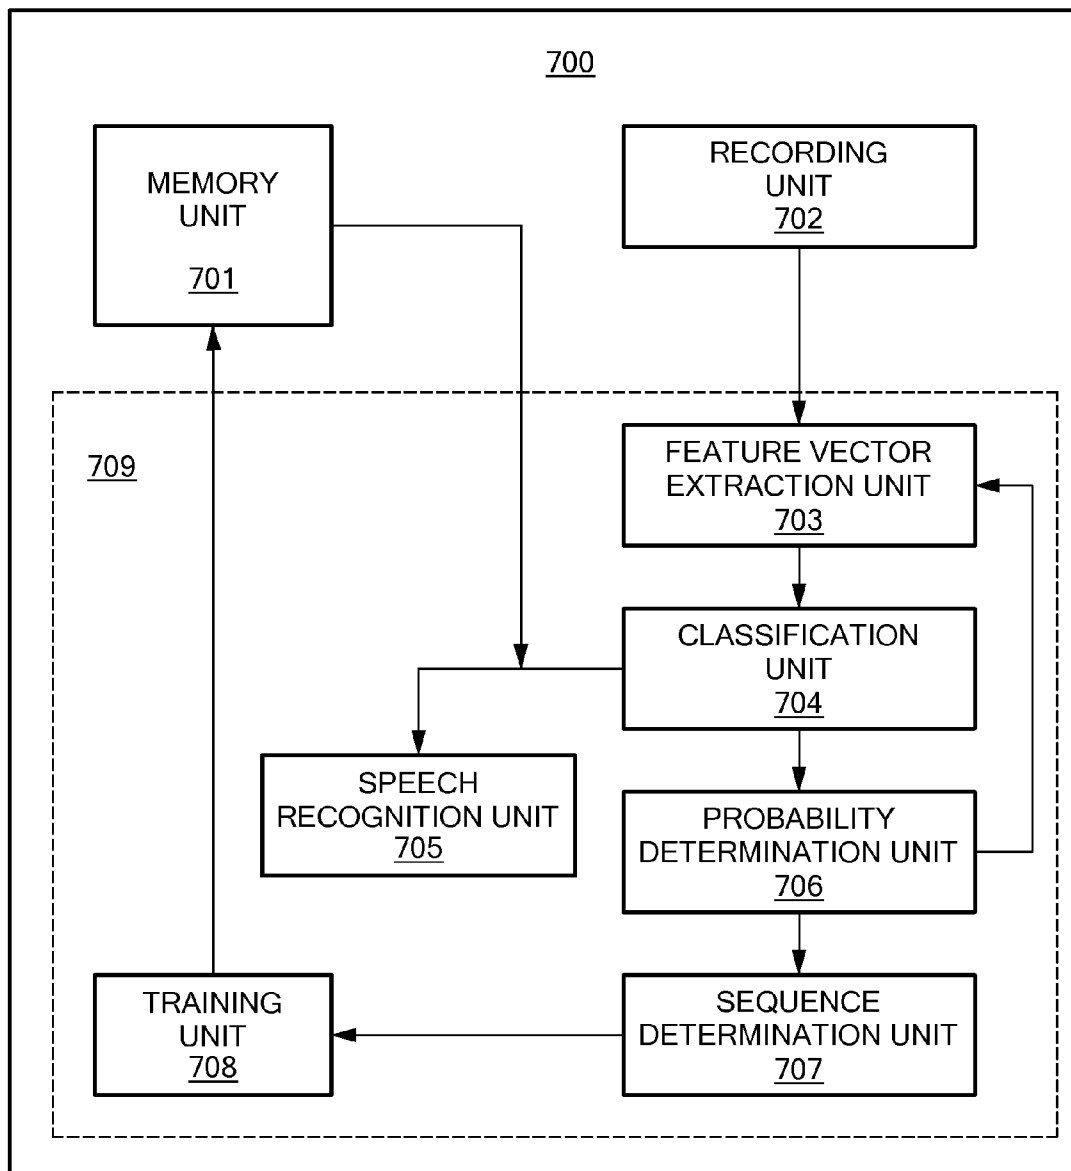 700
MEMORY
UNIT
701
RECORDING
UNIT
702
709
FEATURE VECTOR
EXTRACTION UNIT
703
CLASSIFICATION
UNIT
704
SPEECH
RECOGNITION UNIT
705
PROBABILITY
DETERMINATION UNIT
706
TRAINING
UNIT
708
SEQUENCE
DETERMINATION UNIT
707